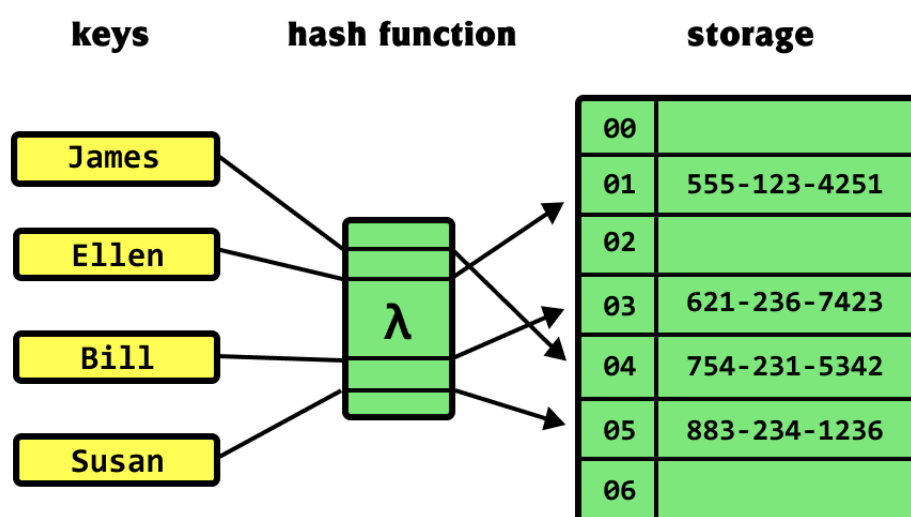 keys hash function storage
James
Ellen
Bill
Susan
λ
00
01 555-123-4251
02
03 621-236-7423
04 754-231-5342
05 883-234-1236
06